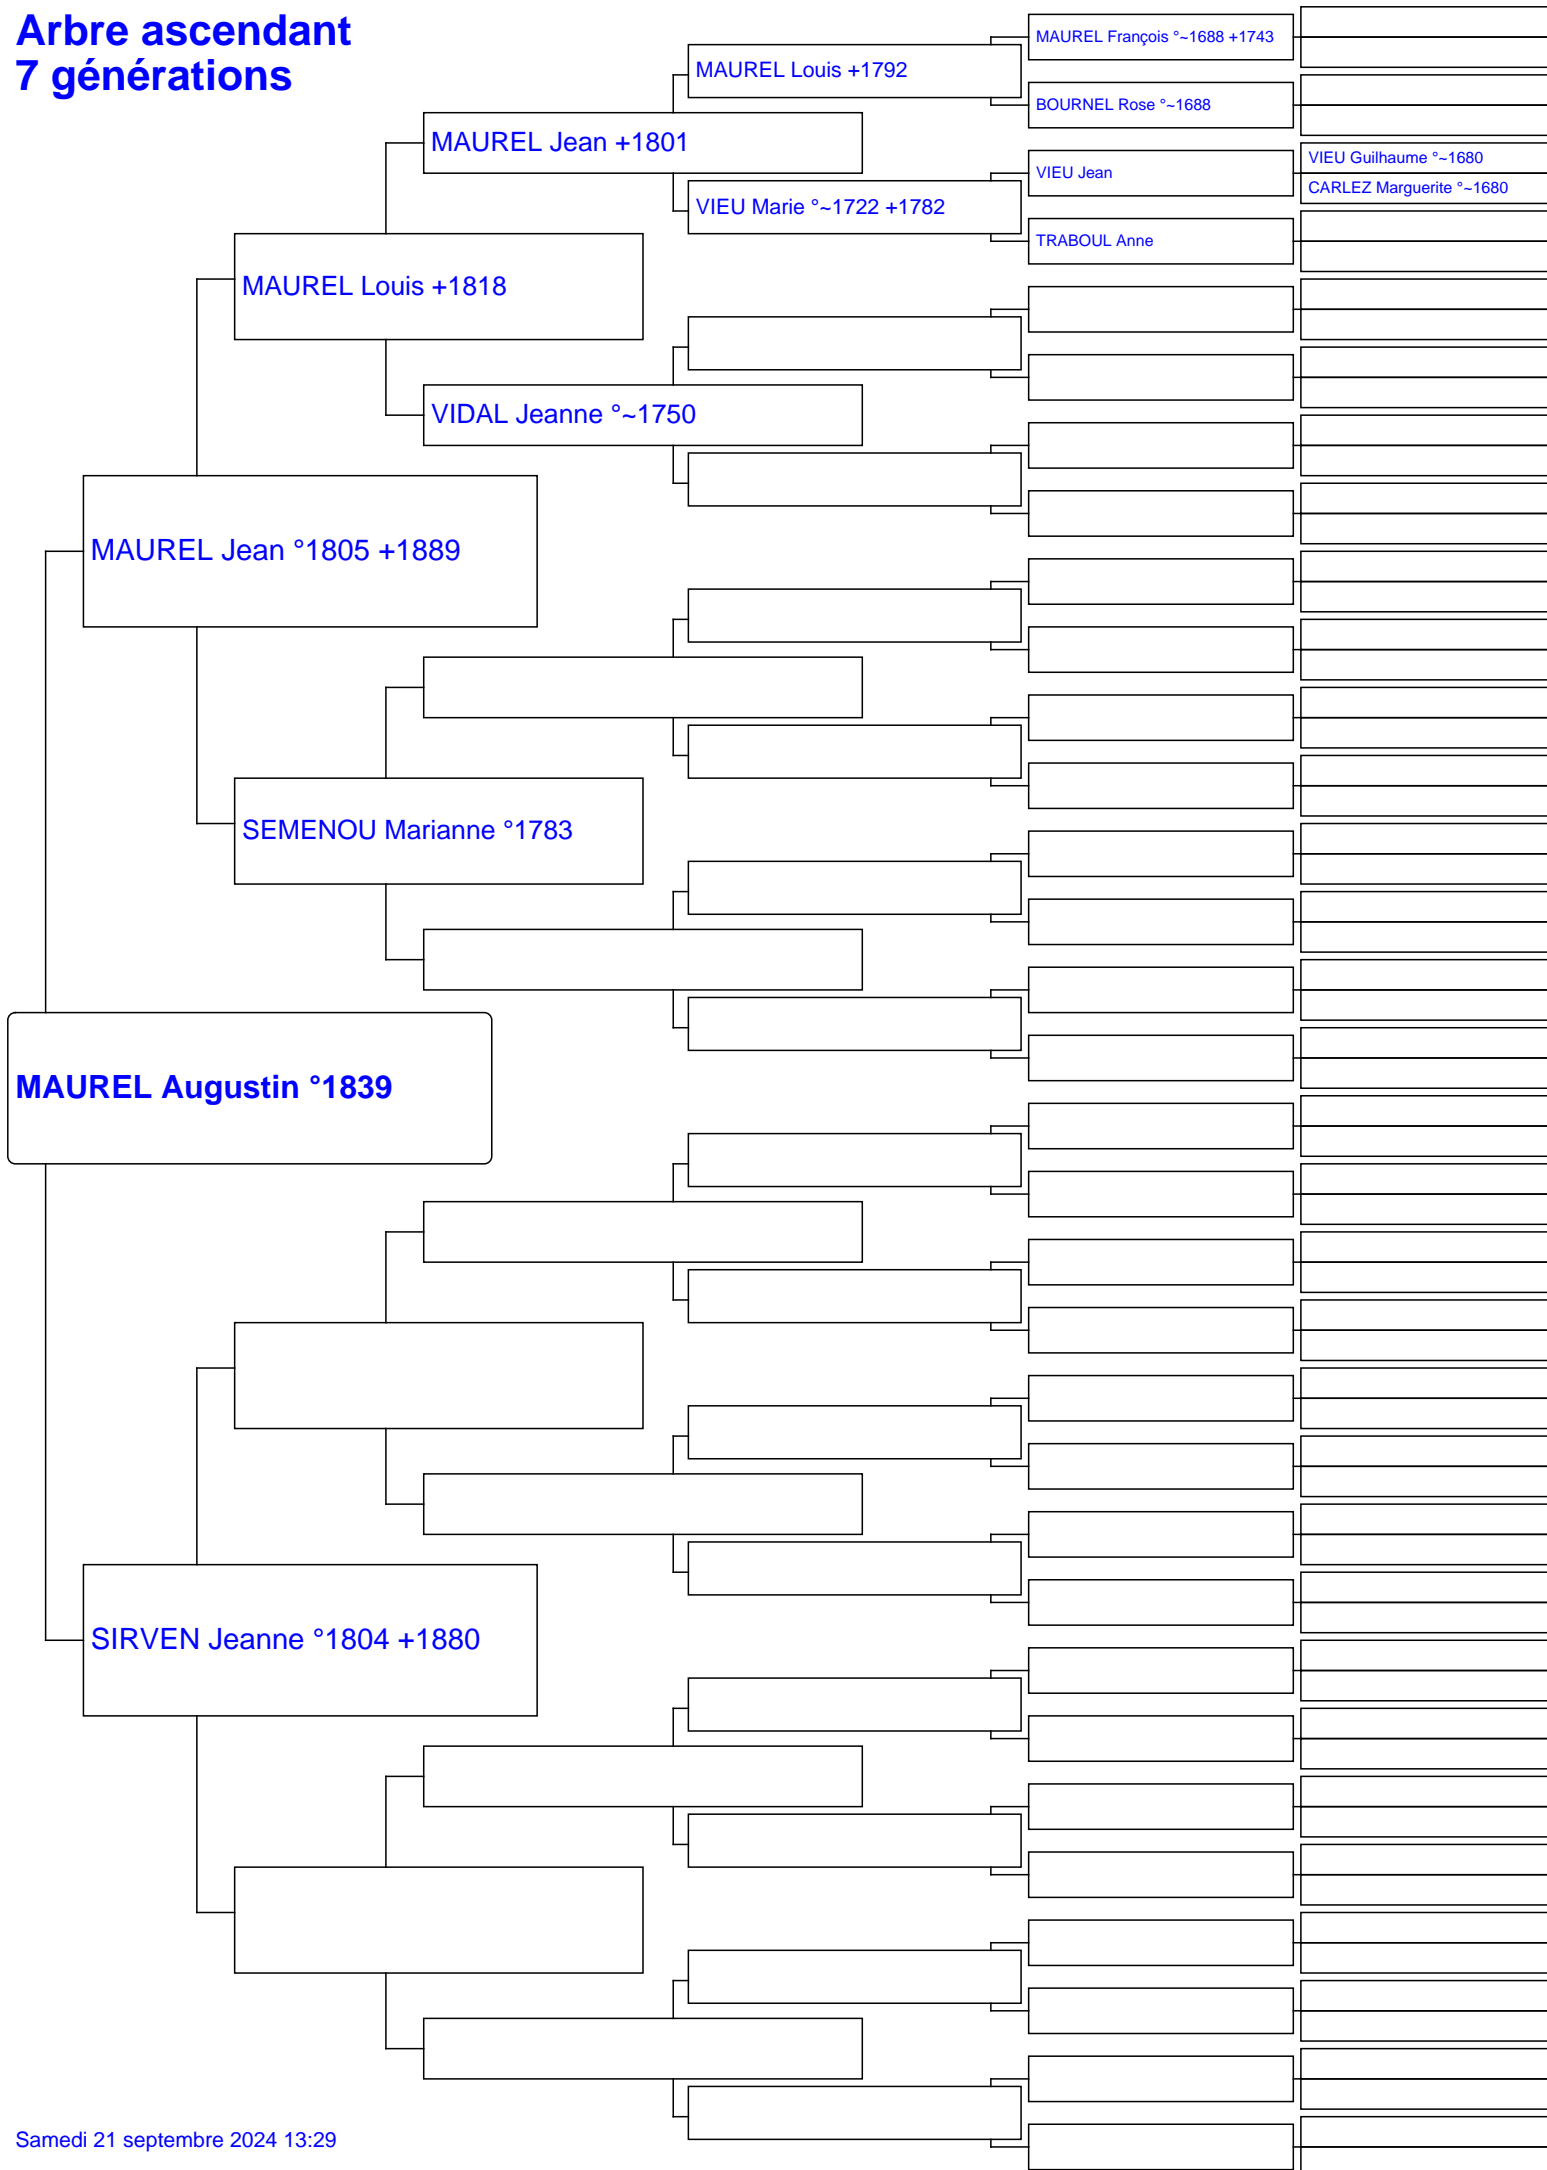 Arbre ascendant
7 générations
MAUREL François °~1688 +1743
MAUREL Louis +1792
BOURNEL Rose °~1688
MAUREL Jean +1801
VIEU Guilhaume °~1680
VIEU Jean
CARLEZ Marguerite °~1680
VIEU Marie °~1722 +1782
TRABOUL Anne
MAUREL Louis +1818
VIDAL Jeanne °~1750
MAUREL Jean °1805 +1889
SEMENOU Marianne °1783
MAUREL Augustin °1839
SIRVEN Jeanne °1804 +1880
Samedi 21 septembre 2024 13:29